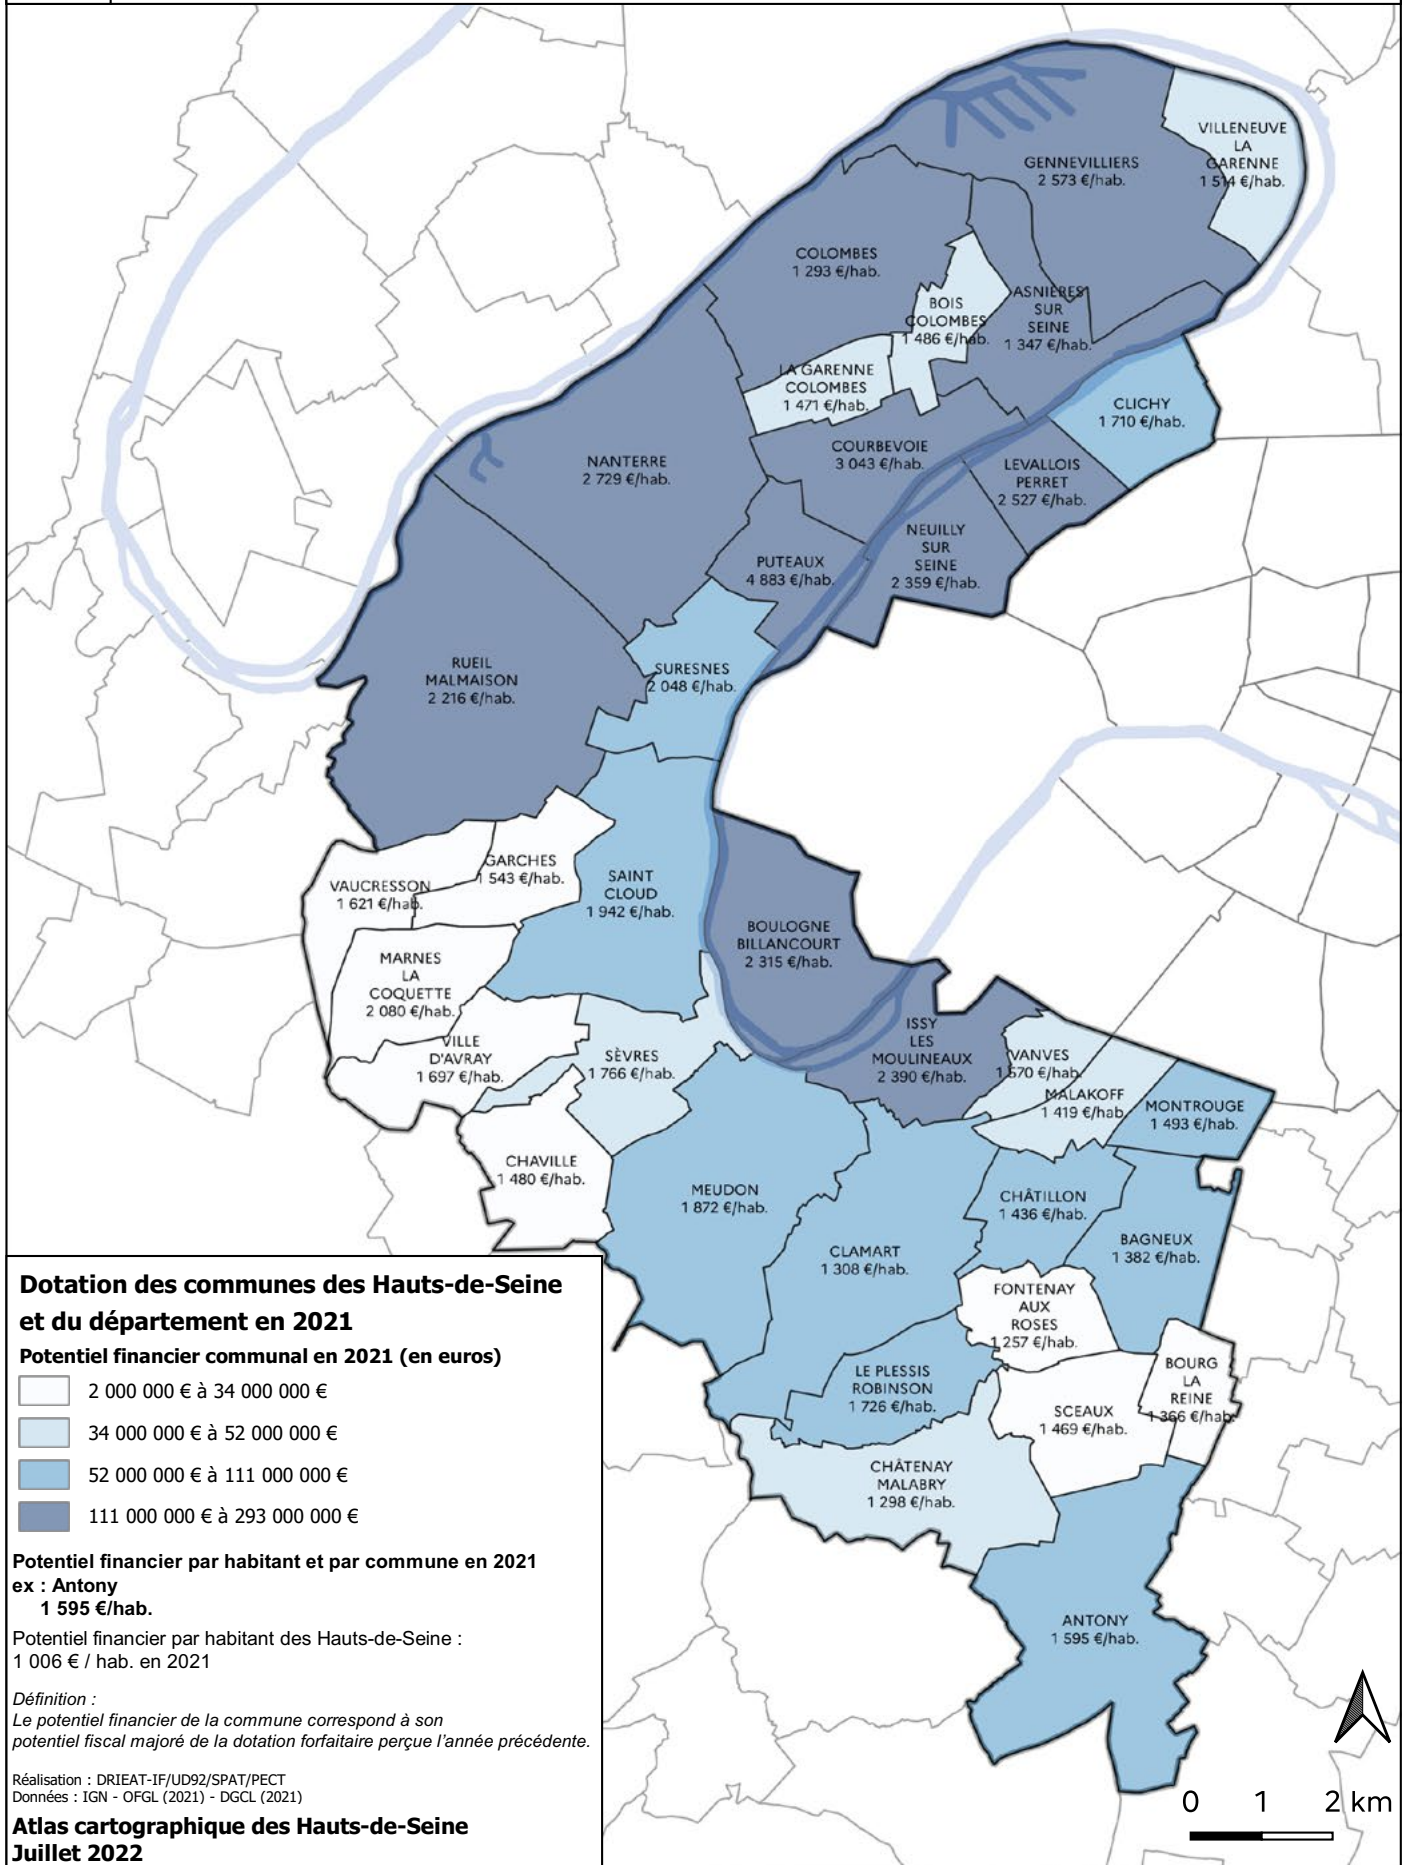 VILLENEUVE
LA
GARENNE
1 514 €/hab.
GENNEVILLIERS
2 573 €/hab.
COLOMBES
1 293 €/hab.
BOIS
COLOMBES
1 486 €/hab.
ASNIERES
SUR
SEINE
1 347 €/hab.
LA GARENNE
COLOMBES
1 471 €/hab.
CLICHY
1 710 €/hab.
COURBEVOIE
3 043 €/hab.
NANTERRE
2 729 €/hab.
LEVALLOIS
PERRET
2 527 €/hab.
NEUILLY
SUR
SEINE
2 359 €/hab.
PUTEAUX
4 883 €/hab.
RUEIL
MALMAISON
2 216 €/hab.
SURESNES
2 048 €/hab.
GARCHES
1 543 €/hab.
VAUCRESSON
1 621 €/hab.
SAINT
CLOUD
1 942 €/hab.
BOULOGNE
BILLANCOURT
2 315 €/hab.
MARNES
LA
COQUETTE
2 080 €/hab.
VILLE
D'AVRAY
1 697 €/hab.
SÈVRES
1 766 €/hab.
ISSY
LES
MOULINEAUX
2 390 €/hab.
VANVES
1 570 €/hab.
MALAKOFF
1 419 €/hab.
MONTROUGE
1 493 €/hab.
CHAVILLE
1 480 €/hab.
MEUDON
1 872 €/hab.
CHÂTILLON
1 436 €/hab.
BAGNEUX
1 382 €/hab.
CLAMART
1 308 €/hab.
FONTENAY
AUX
ROSES
1 257 €/hab.
LE PLESSIS
ROBINSON
1 726 €/hab.
BOURG
LA
REINE
1 366 €/hab.
SCEAUX
1 469 €/hab.
CHÂTENAY
MALABRY
1 298 €/hab.
ANTONY
1 595 €/hab.
Dotation des communes des Hauts-de-Seine
et du département en 2021
Potentiel financier communal en 2021 (en euros)
2 000 000 € à 34 000 000 €
34 000 000 € à 52 000 000 €
52 000 000 € à 111 000 000 €
111 000 000 € à 293 000 000 €
Potentiel financier par habitant et par commune en 2021
ex : Antony
1 595 €/hab.
Potentiel financier par habitant des Hauts-de-Seine :
1 006 € / hab. en 2021
Définition :
Le potentiel financier de la commune correspond à son
potentiel fiscal majoré de la dotation forfaitaire perçue l'année précédente.
Réalisation : DRIEAT-IF/UD92/SPAT/PECT
Données : IGN - OFGL (2021) - DGCL (2021)
Atlas cartographique des Hauts-de-Seine
Juillet 2022
0 1 2 km